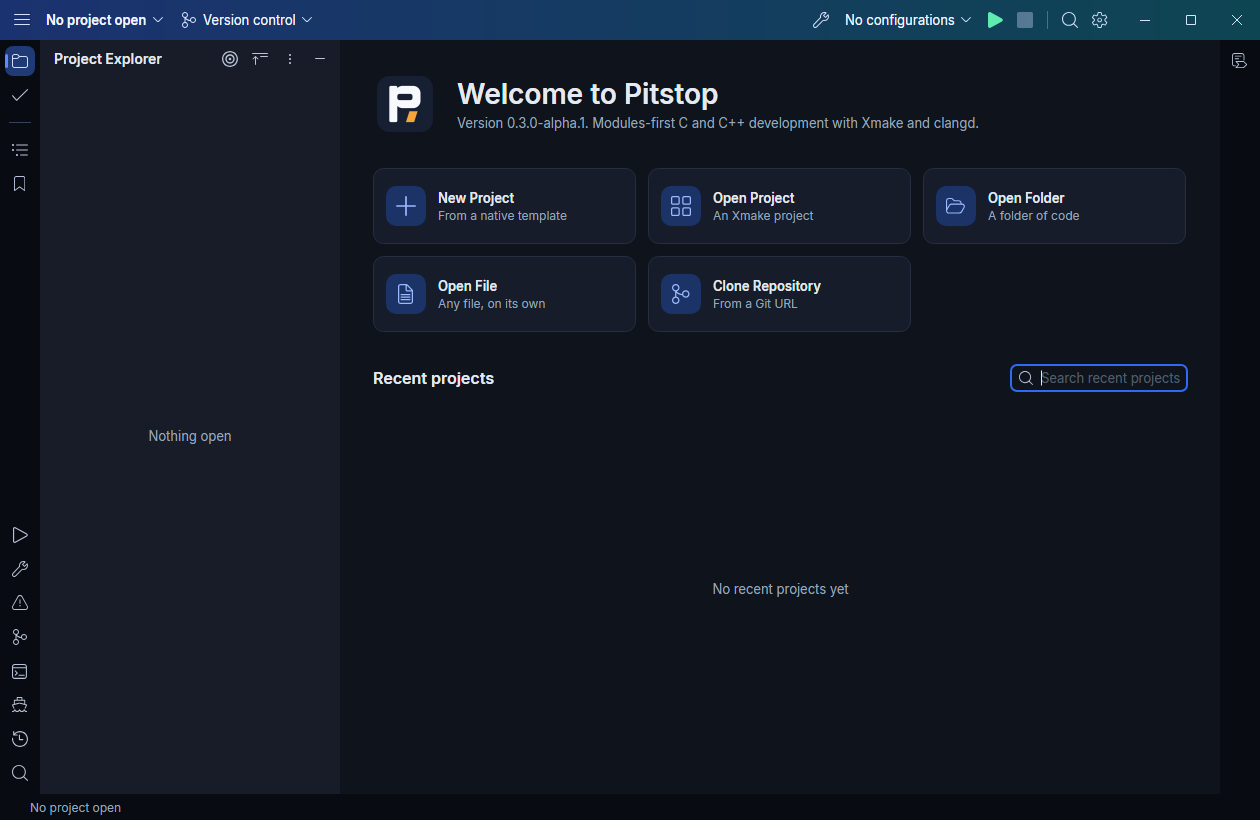 No project open
Version control
No configurations
Project Explorer
Nothing open
Welcome to Pitstop
Version 0.3.0-alpha.1. Modules-first C and C++ development with Xmake and clangd.
New Project
From a native template
Open Project
An Xmake project
Open Folder
A folder of code
Open File
Any file, on its own
Clone Repository
From a Git URL
Recent projects
Search recent projects
No recent projects yet
No project open